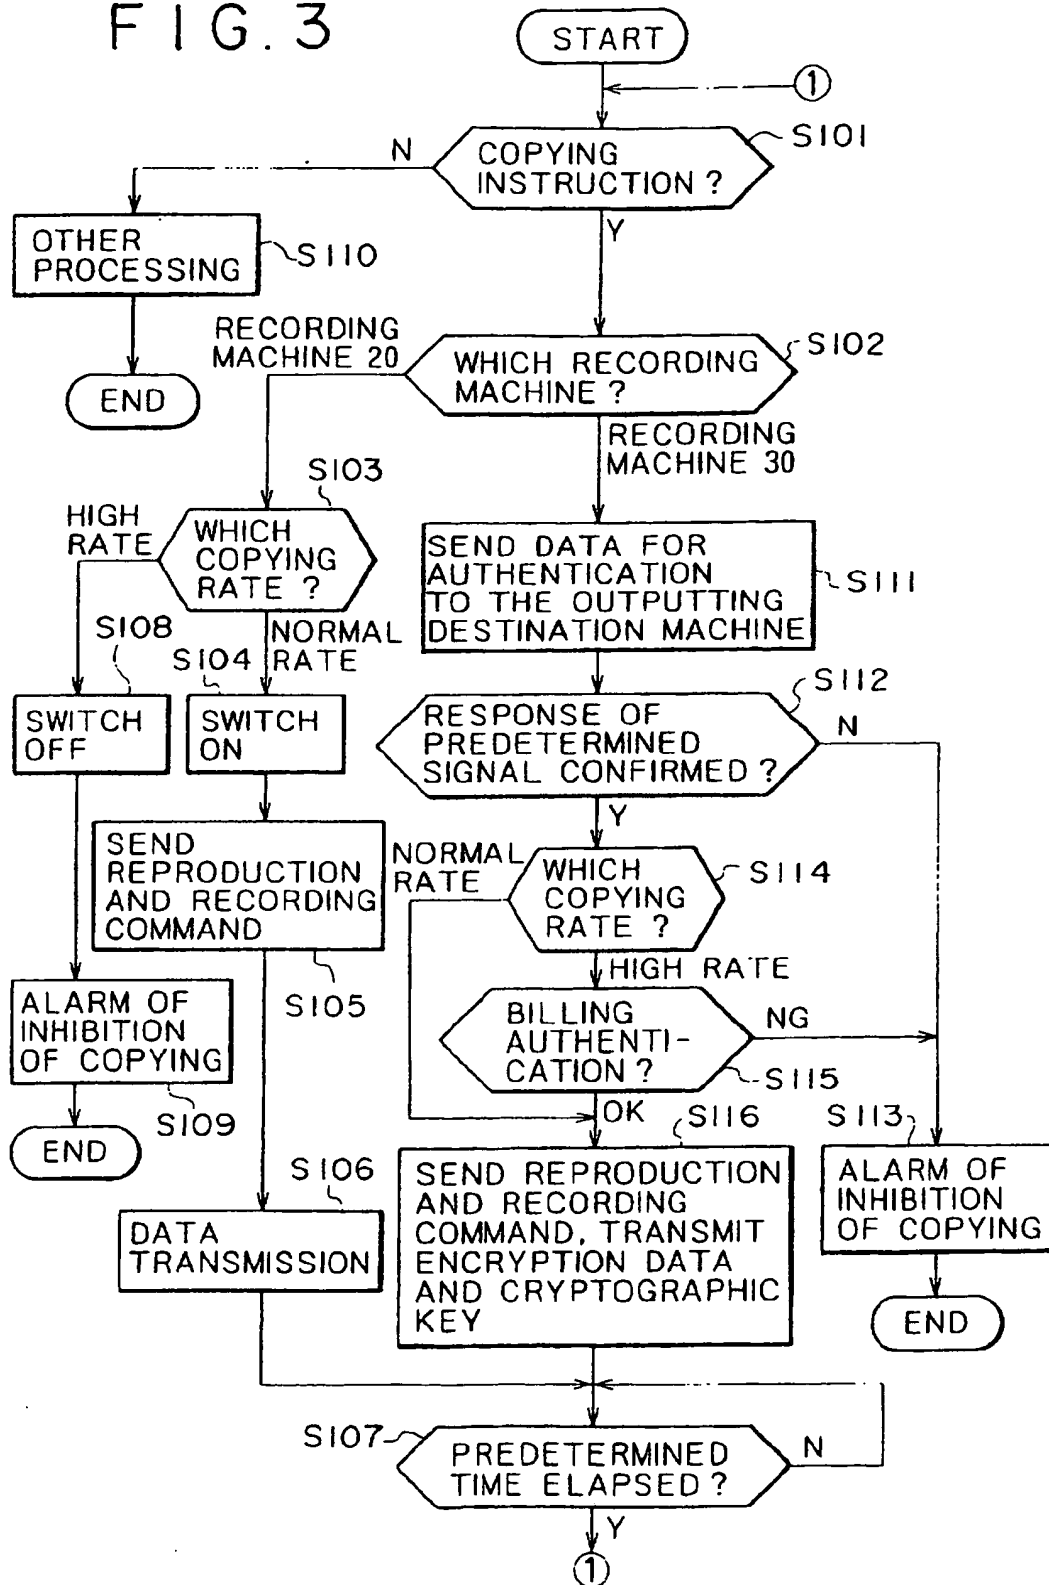 FIG. 3
START
1
S101
COPYING
INSTRUCTION ?
N
Y
OTHER
PROCESSING
S110
END
RECORDING
MACHINE 20
WHICH RECORDING
MACHINE ?
S102
RECORDING
MACHINE 30
S103
HIGH
RATE
WHICH
COPYING
RATE ?
NORMAL
RATE
SEND DATA FOR
AUTHENTICATION
TO THE OUTPUTTING
DESTINATION MACHINE
S111
S108
S104
SWITCH
OFF
SWITCH
ON
S112
RESPONSE OF
PREDETERMINED
SIGNAL CONFIRMED ?
N
Y
SEND
REPRODUCTION
AND RECORDING
COMMAND
S105
NORMAL
RATE
WHICH
COPYING
RATE ?
S114
HIGH RATE
ALARM OF
INHIBITION
OF COPYING
S109
END
BILLING
AUTHENTI-
CATION ?
NG
S115
OK
S116
S113
S106
DATA
TRANSMISSION
SEND REPRODUCTION
AND RECORDING
COMMAND, TRANSMIT
ENCRYPTION DATA
AND CRYPTOGRAPHIC
KEY
ALARM OF
INHIBITION
OF COPYING
END
S107
PREDETERMINED
TIME ELAPSED ?
N
Y
1